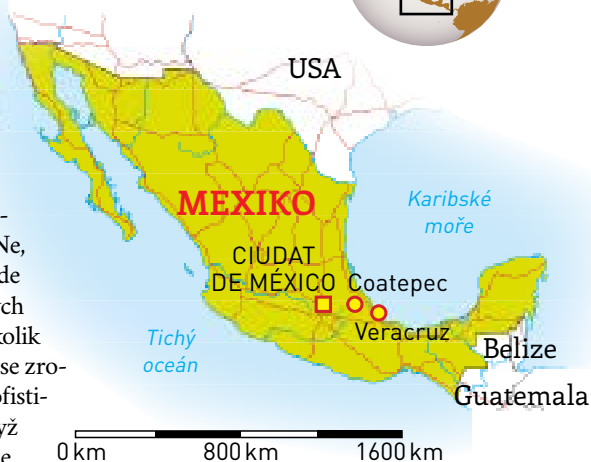 USA
MEXIKO
Karibské
moře
CIUDAT
DE MÉXICO
Coatepec
Veracruz
Tichý
oceán
Belize
Guatemala
0 km
800 km
1600 km
-
Ne,
de
ých
kolik
se zro-
ofisti-
yž